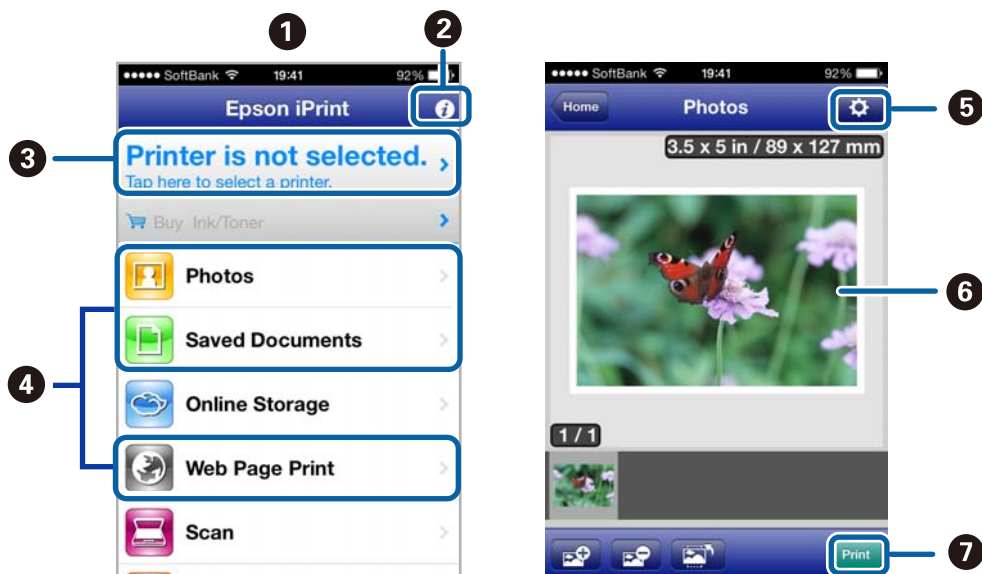 1
2
●●●●● SoftBank 19:41 92%
Epson iPrint
3
Printer is not selected.
Tap here to select a printer.
Buy Ink/Toner
4
Photos
Saved Documents
Online Storage
Web Page Print
Scan
●●●●● SoftBank 19:41 92%
Home Photos
5
3.5 x 5 in / 89 x 127 mm
6
1 / 1
Print
7